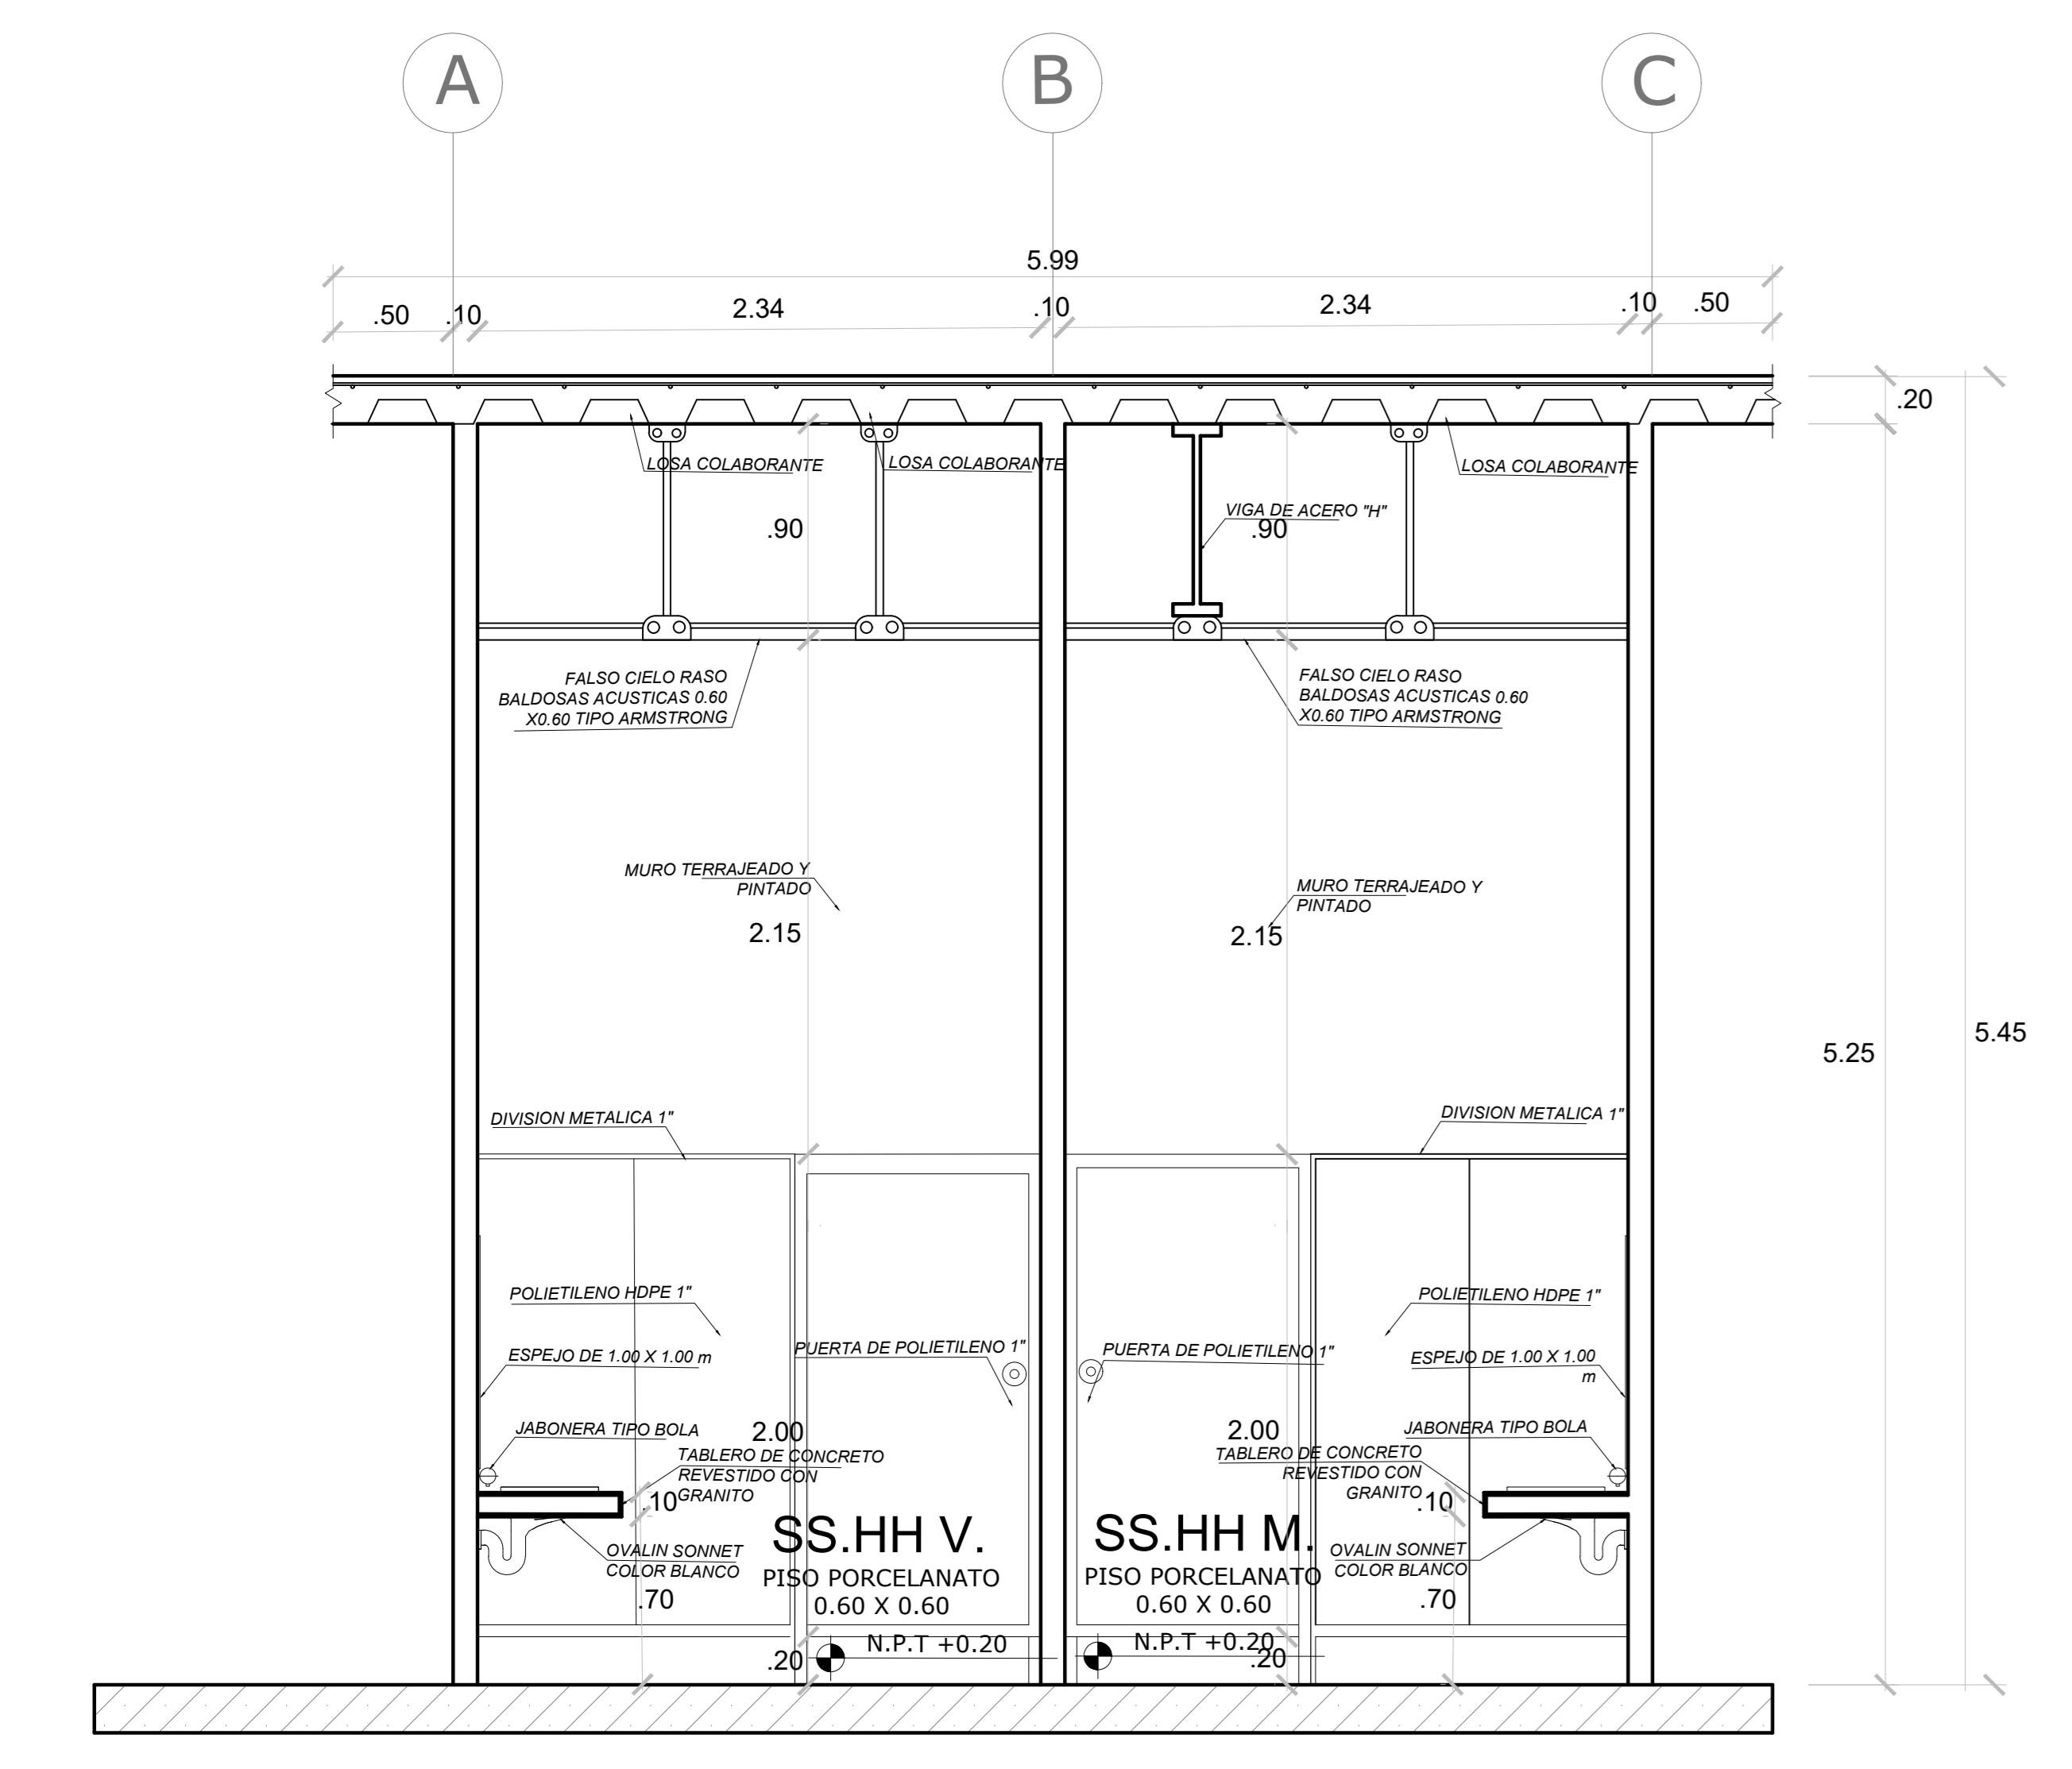 A
B
C
5.99
.50
.10
2.34
.10
2.34
.10
.50
.20
LOSA COLABORANTE
LOSA COLABORANTE
LOSA COLABORANTE
VIGA DE ACERO "H"
.90
.90
FALSO CIELO RASO
BALDOSAS ACUSTICAS 0.60
X0.60 TIPO ARMSTRONG
FALSO CIELO RASO
BALDOSAS ACUSTICAS 0.60
X0.60 TIPO ARMSTRONG
MURO TERRAJEADO Y
PINTADO
MURO TERRAJEADO Y
PINTADO
2.15
2.15
5.25
5.45
DIVISION METALICA 1"
DIVISION METALICA 1"
POLIETILENO HDPE 1"
POLIETILENO HDPE 1"
ESPEJO DE 1.00 X 1.00 m
PUERTA DE POLIETILENO 1"
PUERTA DE POLIETILENO 1"
ESPEJO DE 1.00 X 1.00
m
JABONERA TIPO BOLA
2.00
2.00
JABONERA TIPO BOLA
TABLERO DE CONCRETO
REVESTIDO CON
GRANITO
TABLERO DE CONCRETO
REVESTIDO CON
GRANITO
.10
.10
SS.HH V.
PISO PORCELANATO
0.60 X 0.60
SS.HH M.
PISO PORCELANATO
0.60 X 0.60
OVALIN SONNET
COLOR BLANCO
OVALIN SONNET
COLOR BLANCO
.70
.70
N.P.T +0.20
N.P.T +0.20
.20
.20